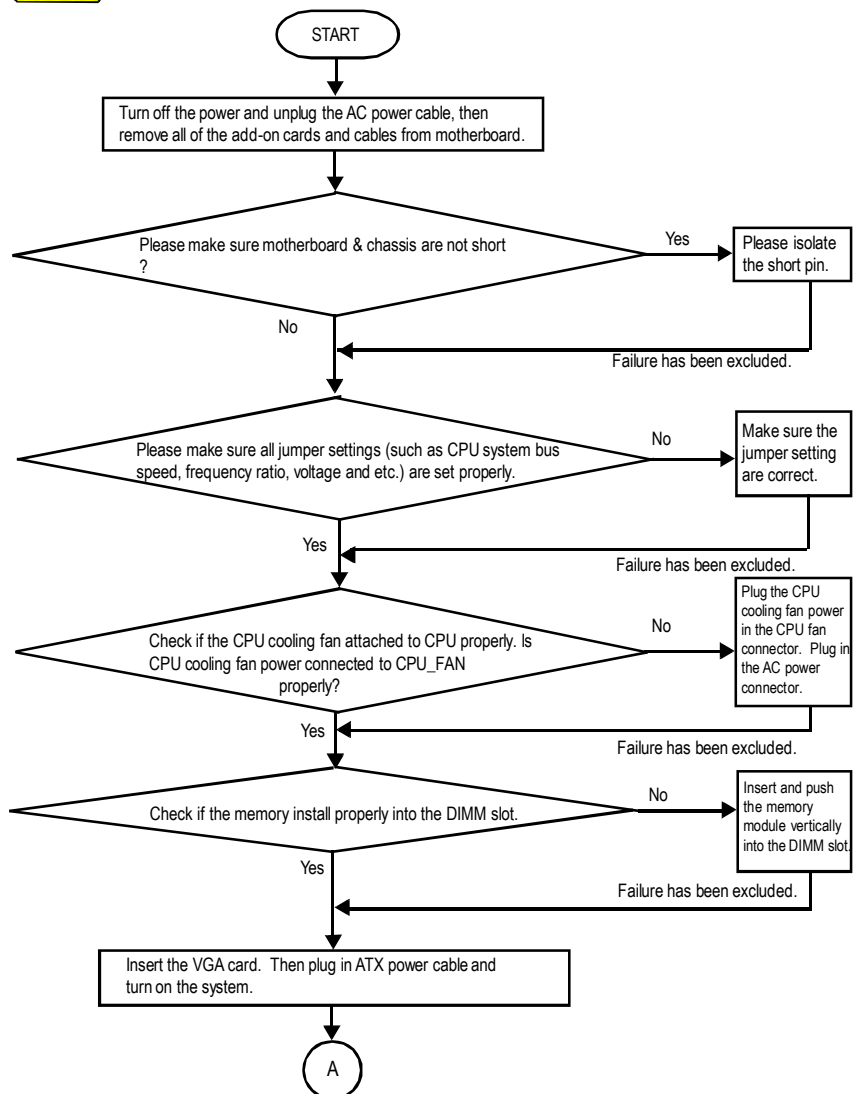 START
Turn off the power and unplug the AC power cable, then
remove all of the add-on cards and cables from motherboard.
Please make sure motherboard & chassis are not short
?
Yes
Please isolate
the short pin.
No
Failure has been excluded.
Please make sure all jumper settings (such as CPU system bus
speed, frequency ratio, voltage and etc.) are set properly.
No
Make sure the
jumper setting
are correct.
Yes
Failure has been excluded.
Check if the CPU cooling fan attached to CPU properly. Is
CPU cooling fan power connected to CPU_FAN
properly?
No
Plug the CPU
cooling fan power
in the CPU fan
connector. Plug in
the AC power
connector.
Yes
Failure has been excluded.
Check if the memory install properly into the DIMM slot.
No
Insert and push
the memory
module vertically
into the DIMM slot.
Yes
Failure has been excluded.
Insert the VGA card. Then plug in ATX power cable and
turn on the system.
A